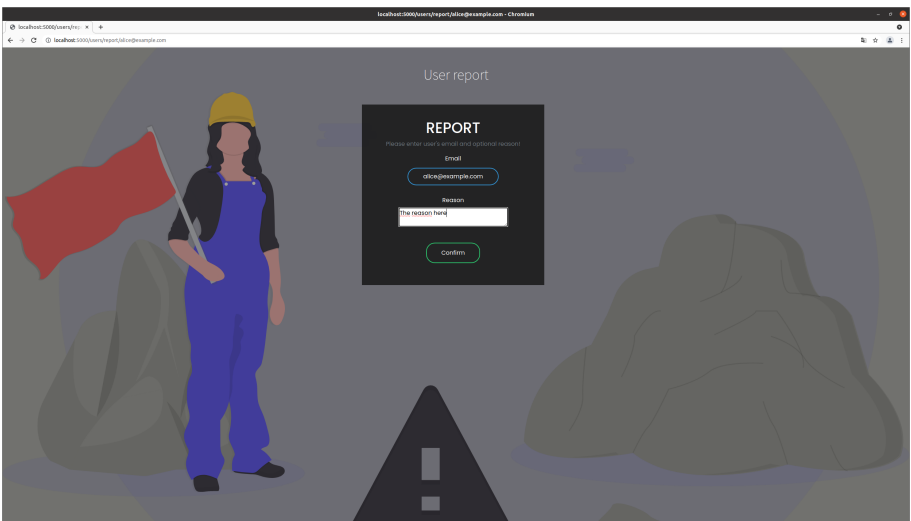 localhost:5000/users/report/alice@example.com - Chromium
localhost:5000/users/rep
localhost:5000/users/report/alice@example.com
User report
REPORT
Please enter user's email and optional reason!
Email
alice@example.com
Reason
The reason here
Confirm